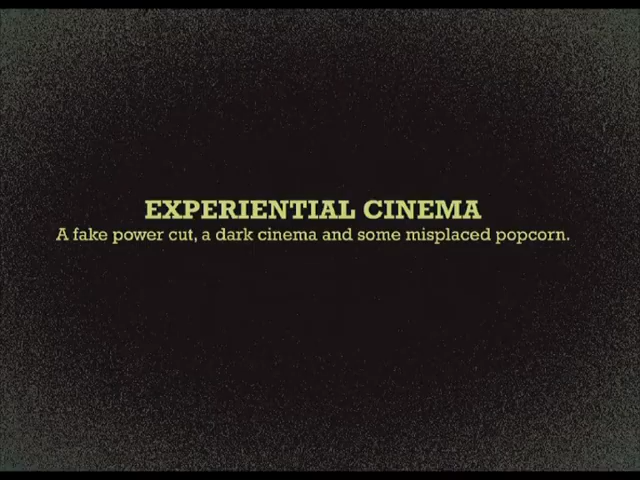 EXPERIENTIAL CINEMA
A fake power cut, a dark cinema and some misplaced popcorn.